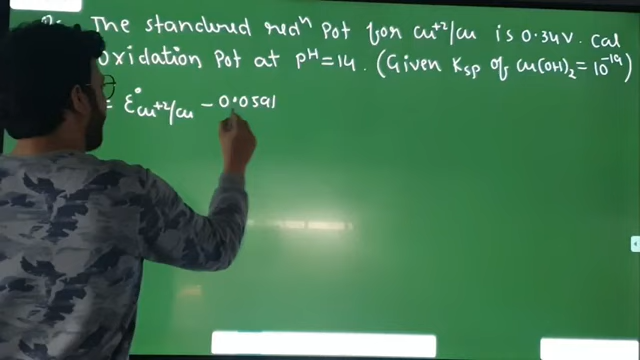 The standured redⁿ Pot for Cu⁺²/Cu is 0.34V. Cal
oxidation Pot at PH=14. (Given Ksp of Cu(OH)₂ = 10⁻¹⁹)
= E°Cu⁺²/Cu − 0.0591